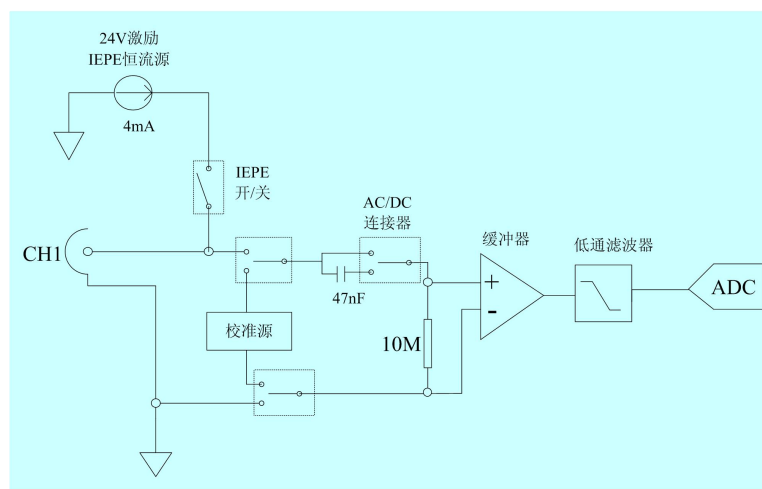 24V激励
IEPE恒流源
4mA
IEPE
开/关
AC/DC
连接器
缓冲器
低通滤波器
CH1
47nF
ADC
校准源
10M
+
-